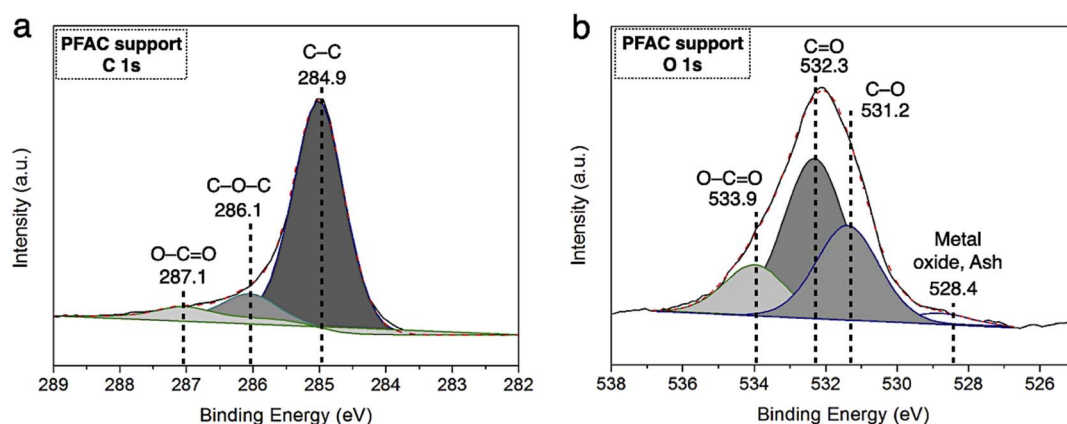 a
PFAC support
C 1s
C–C
284.9
C–O–C
286.1
O–C=O
287.1
Intensity (a.u.)
289 288 287 286 285 284 283 282
Binding Energy (eV)
b
PFAC support
O 1s
C=O
532.3
C–O
531.2
O–C=O
533.9
Metal
oxide, Ash
528.4
Intensity (a.u.)
538 536 534 532 530 528 526
Binding Energy (eV)